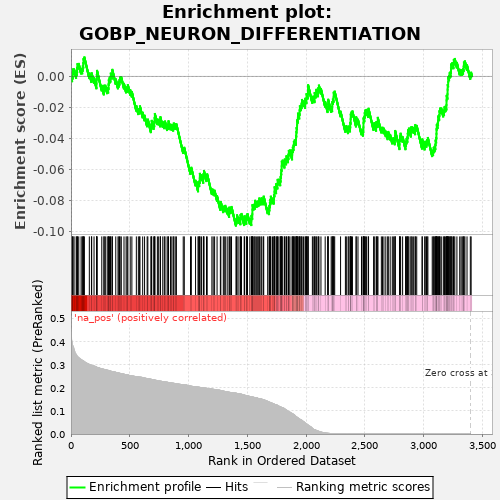 Enrichment plot:
GOBP_NEURON_DIFFERENTIATION
Enrichment score (ES)
0.00
-0.02
-0.04
-0.06
-0.08
-0.10
Ranked list metric (PreRanked)
0.5
0.4
0.3
0.2
0.1
0.0
'na_pos' (positively correlated)
Zero cross at
0
500
1,000
1,500
2,000
2,500
3,000
3,500
Rank in Ordered Dataset
Enrichment profile
Hits
Ranking metric scores